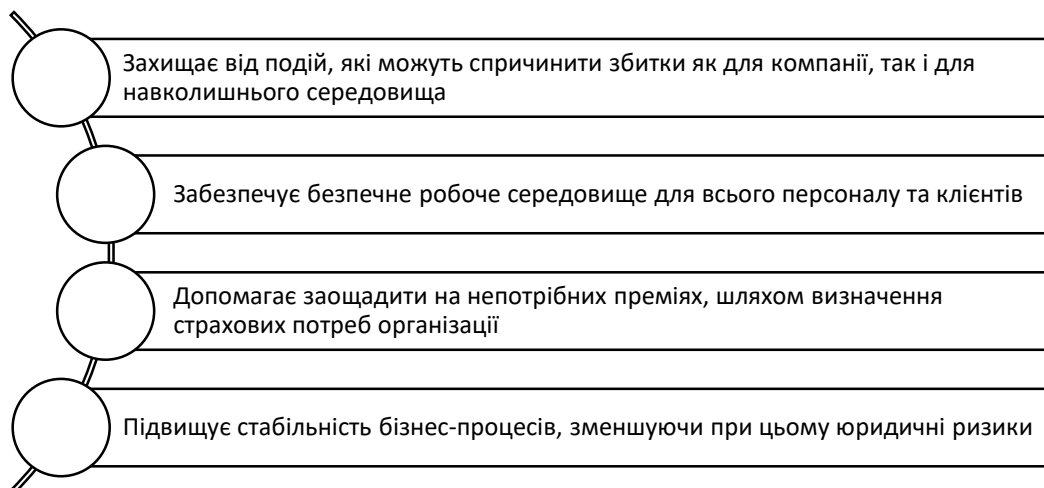 Захищає від подій, які можуть спричинити збитки як для компанії, так і для
навколишнього середовища
Забезпечує безпечне робоче середовище для всього персоналу та клієнтів
Допомагає заощадити на непотрібних преміях, шляхом визначення
страхових потреб організації
Підвищує стабільність бізнес-процесів, зменшуючи при цьому юридичні ризики